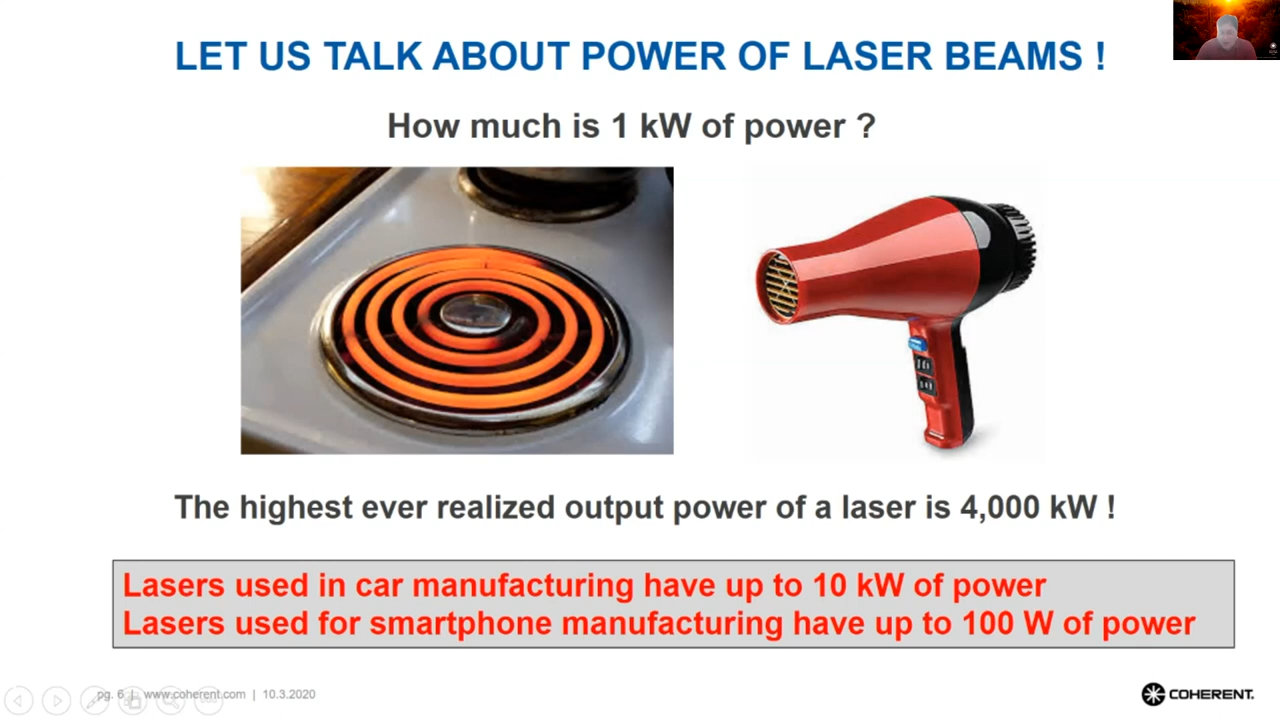 LET US TALK ABOUT POWER OF LASER BEAMS !
How much is 1 kW of power ?
The highest ever realized output power of a laser is 4,000 kW !
Lasers used in car manufacturing have up to 10 kW of power
Lasers used for smartphone manufacturing have up to 100 W of power
pg. 6 | www.coherent.com | 10.3.2020
COHERENT.